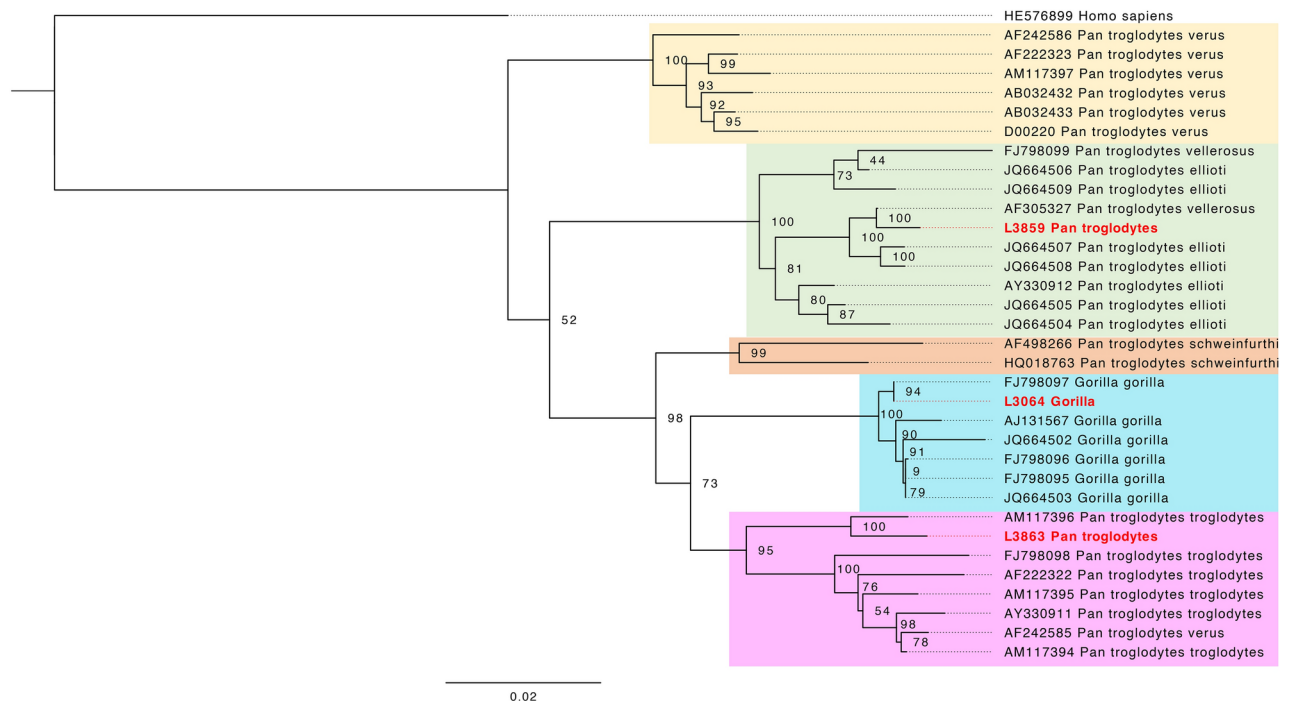 HE576899 Homo sapiens
AF242586 Pan troglodytes verus
AF222323 Pan troglodytes verus
100
99
AM117397 Pan troglodytes verus
93
AB032432 Pan troglodytes verus
92
AB032433 Pan troglodytes verus
95
D00220 Pan troglodytes verus
FJ798099 Pan troglodytes vellerosus
44
JQ664506 Pan troglodytes ellioti
73
JQ664509 Pan troglodytes ellioti
AF305327 Pan troglodytes vellerosus
100
100
L3859 Pan troglodytes
100
JQ664507 Pan troglodytes ellioti
100
JQ664508 Pan troglodytes ellioti
81
AY330912 Pan troglodytes ellioti
80
JQ664505 Pan troglodytes ellioti
87
52
JQ664504 Pan troglodytes ellioti
AF498266 Pan troglodytes schweinfurthi
99
HQ018763 Pan troglodytes schweinfurthi
FJ798097 Gorilla gorilla
94
L3064 Gorilla
100
98
AJ131567 Gorilla gorilla
90
JQ664502 Gorilla gorilla
91
FJ798096 Gorilla gorilla
9
FJ798095 Gorilla gorilla
73
79
JQ664503 Gorilla gorilla
AM117396 Pan troglodytes troglodytes
100
L3863 Pan troglodytes
95
FJ798098 Pan troglodytes troglodytes
100
AF222322 Pan troglodytes troglodytes
76
AM117395 Pan troglodytes troglodytes
54
AY330911 Pan troglodytes troglodytes
98
AF242585 Pan troglodytes verus
78
AM117394 Pan troglodytes troglodytes
0.02